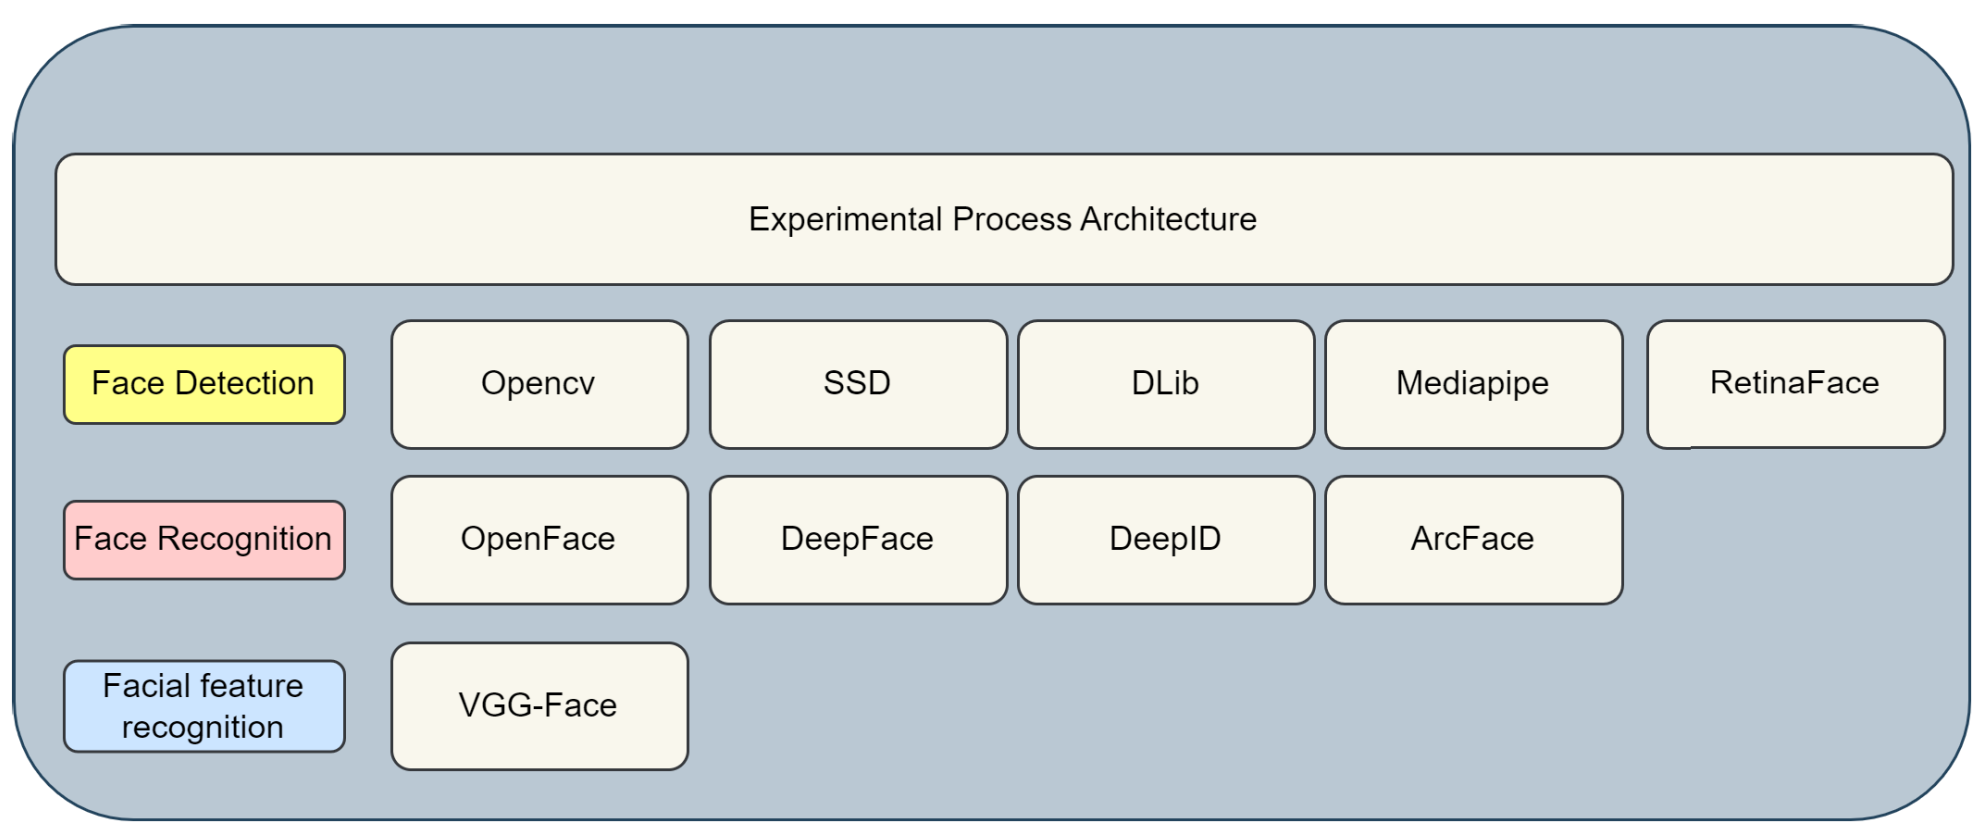 Experimental Process Architecture
Face Detection
Opencv
SSD
DLib
Mediapipe
RetinaFace
Face Recognition
OpenFace
DeepFace
DeepID
ArcFace
Facial feature
recognition
VGG-Face